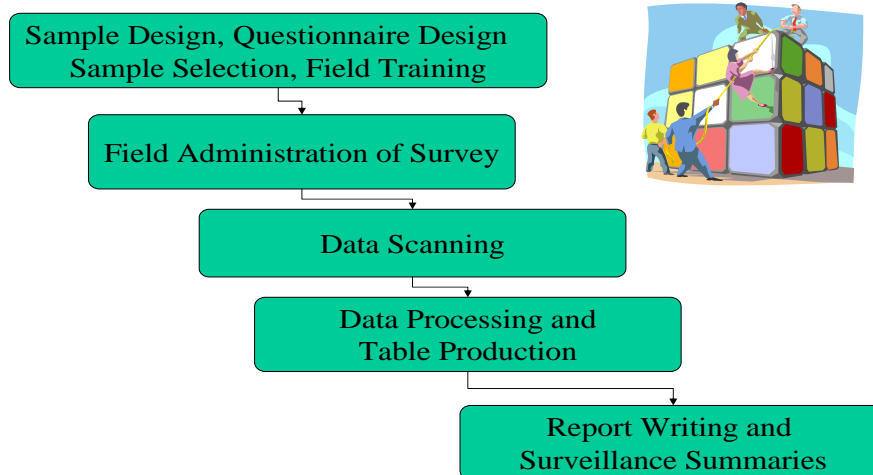 Sample Design, Questionnaire Design
Sample Selection, Field Training
Field Administration of Survey
Data Scanning
Data Processing and
Table Production
Report Writing and
Surveillance Summaries